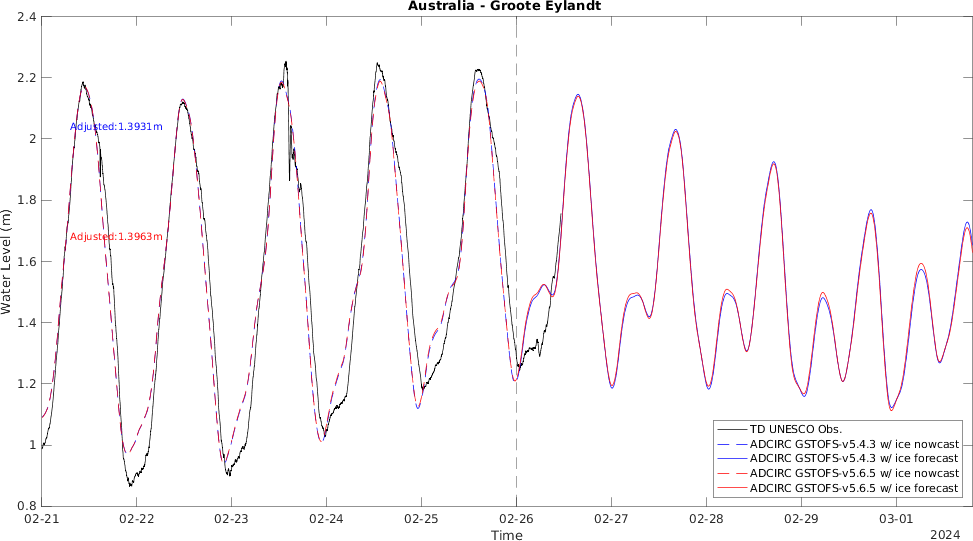 Australia - Groote Eylandt
2.4
2.2
2
1.8
1.6
1.4
1.2
1
0.8
Water Level (m)
Adjusted:1.3931m
Adjusted:1.3963m
TD UNESCO Obs.
ADCIRC GSTOFS-v5.4.3 w/ ice nowcast
ADCIRC GSTOFS-v5.4.3 w/ ice forecast
ADCIRC GSTOFS-v5.6.5 w/ ice nowcast
ADCIRC GSTOFS-v5.6.5 w/ ice forecast
02-21 02-22 02-23 02-24 02-25 02-26 02-27 02-28 02-29 03-01
Time
2024